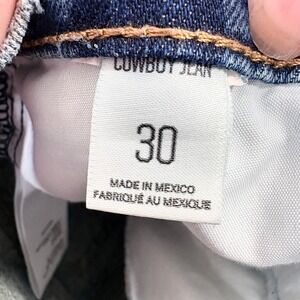 COWBOY JEAN
30
MADE IN MEXICO
FABRIQUÉ AU MEXIQUE